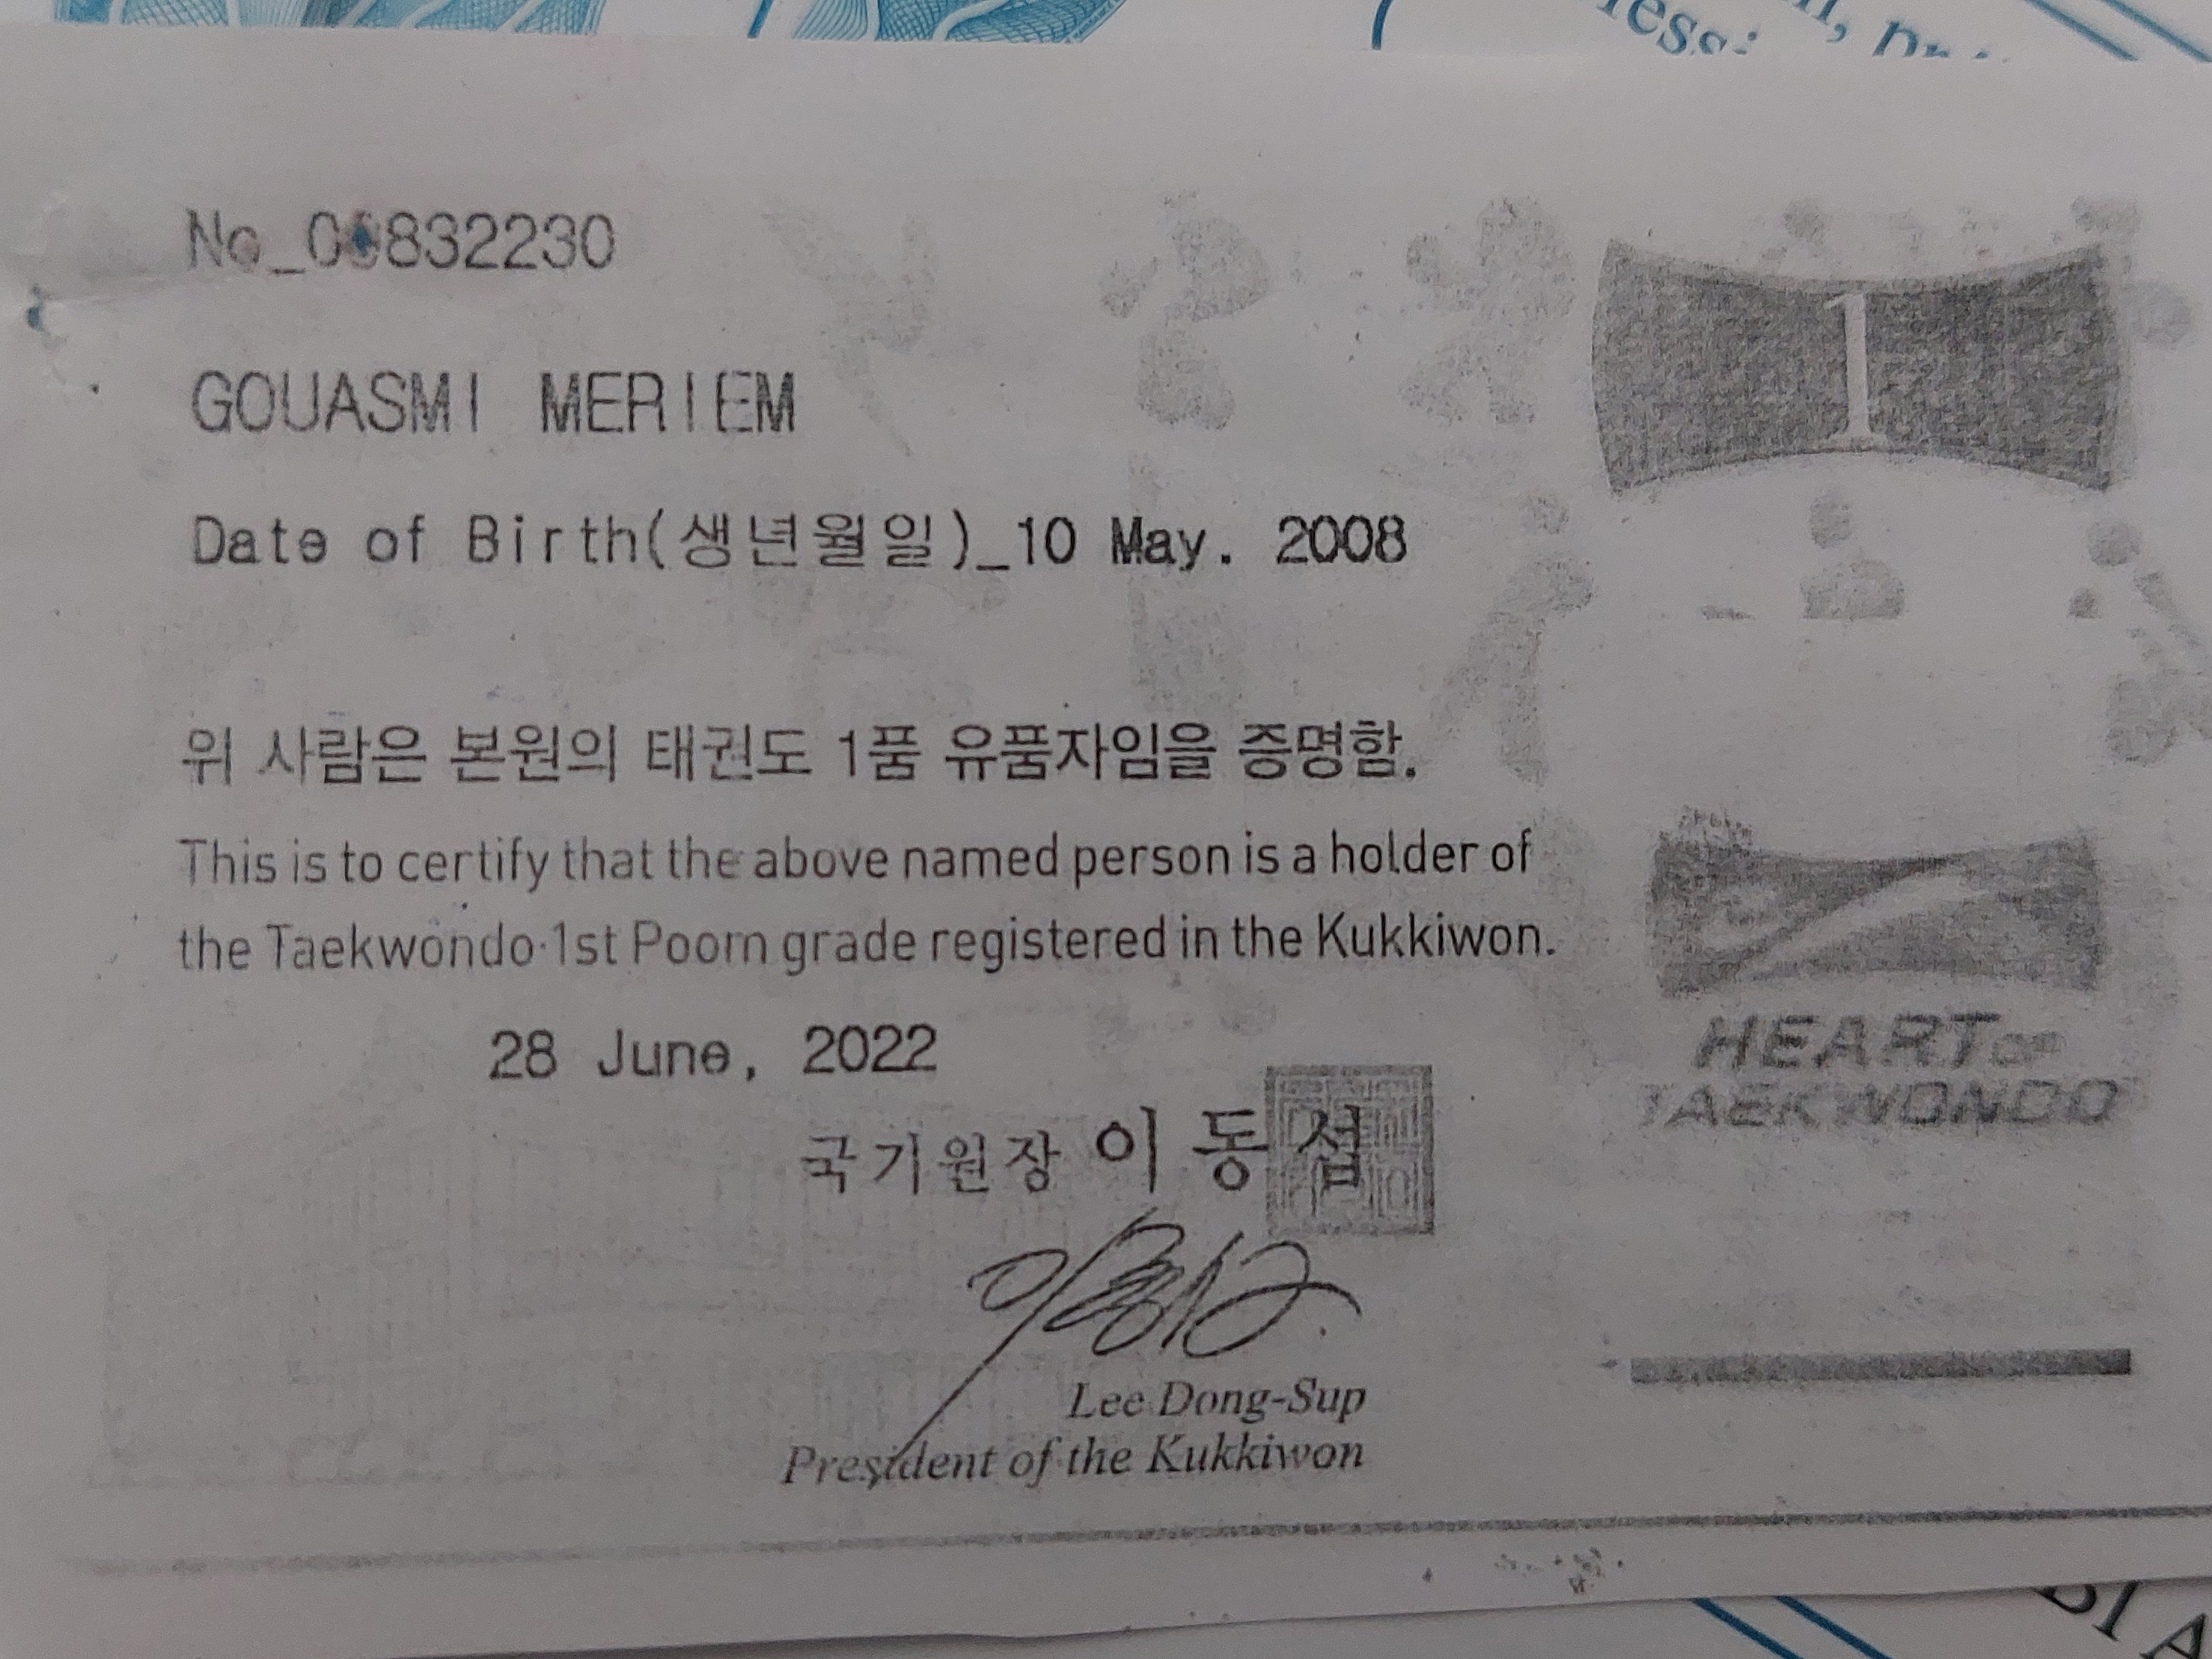 GOUASMI MERIEM
Date of Birth(생년월일)_10 May. 2008
1
위 사람은 본원의 태권도 1품 유품자임을 증명함.
This is to certify that the above named person is a holder of
the Taekwondo 1st Poom grade registered in the Kukkiwon.
28 June, 2022
HEART OF
TAEKWONDO
국기원장 이동섭
Lee Dong-Sup
President of the Kukkiwon